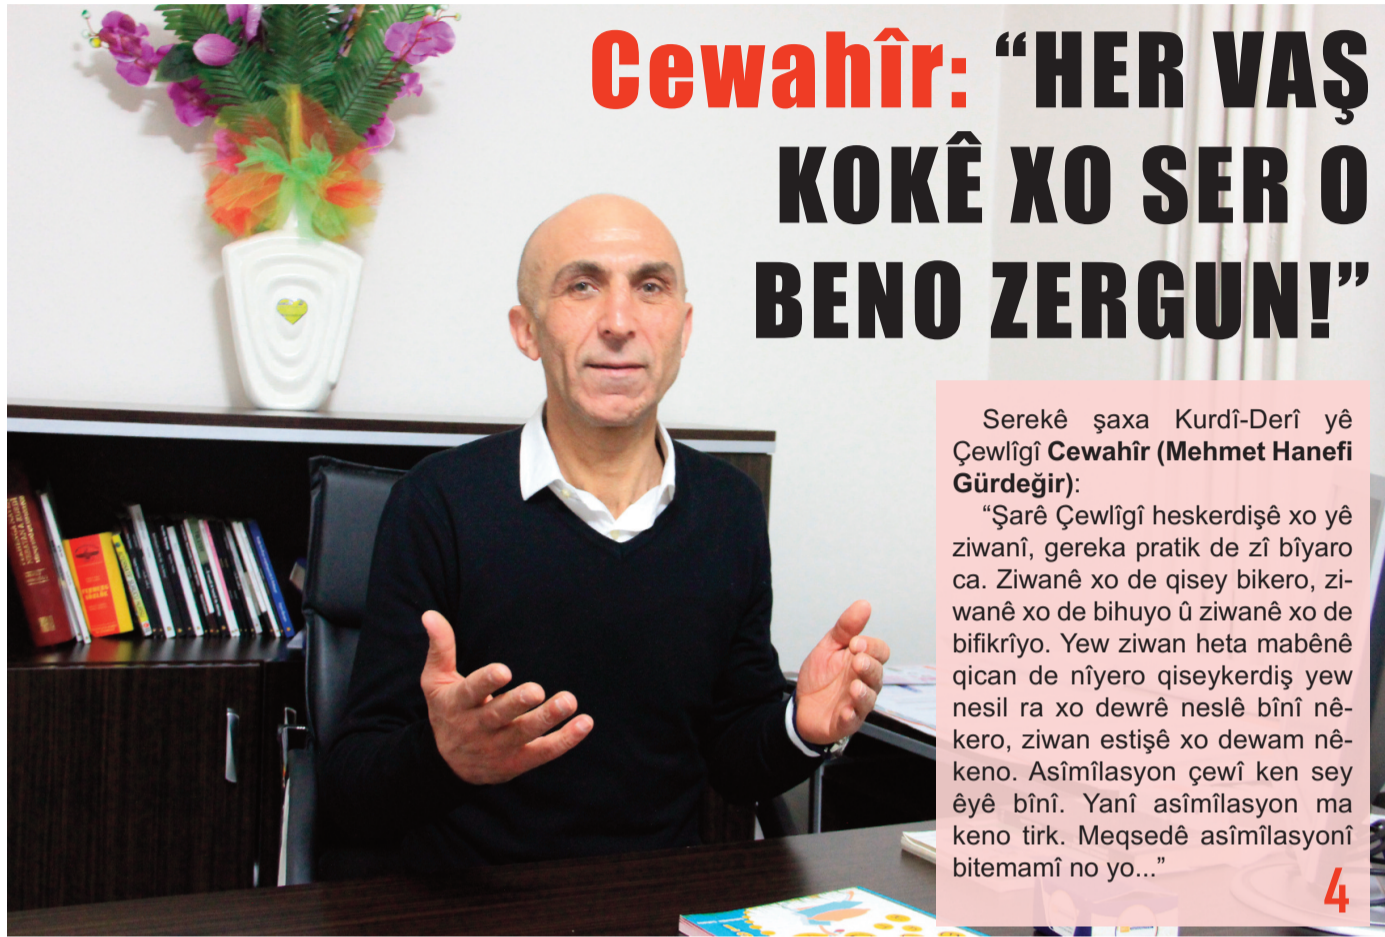 Cewahîr: “HER VAŞ
KOKÊ XO SER O
BENO ZERGUN!”
Serekê şaxa Kurdî-Derî yê
Çewlîgî Cewahîr (Mehmet Hanefi
Gürdeğir):
“Şarê Çewlîgî heskerdişê xo yê
ziwanî, gereka pratik de zî bîyaro
ca. Ziwanê xo de qisey bikero, zi-
wanê xo de bihuyo û ziwanê xo de
bifikrîyo. Yew ziwan heta mabênê
qican de nîyero qiseykerdiş yew
nesil ra xo dewrê neslê bînî nê-
kero, ziwan estişê xo dewam nê-
keno. Asîmîlasyon çewî ken sey
êyê bînî. Yanî asîmîlasyon ma
keno tirk. Meqsedê asîmîlasyonî
bitemamî no yo...”
4